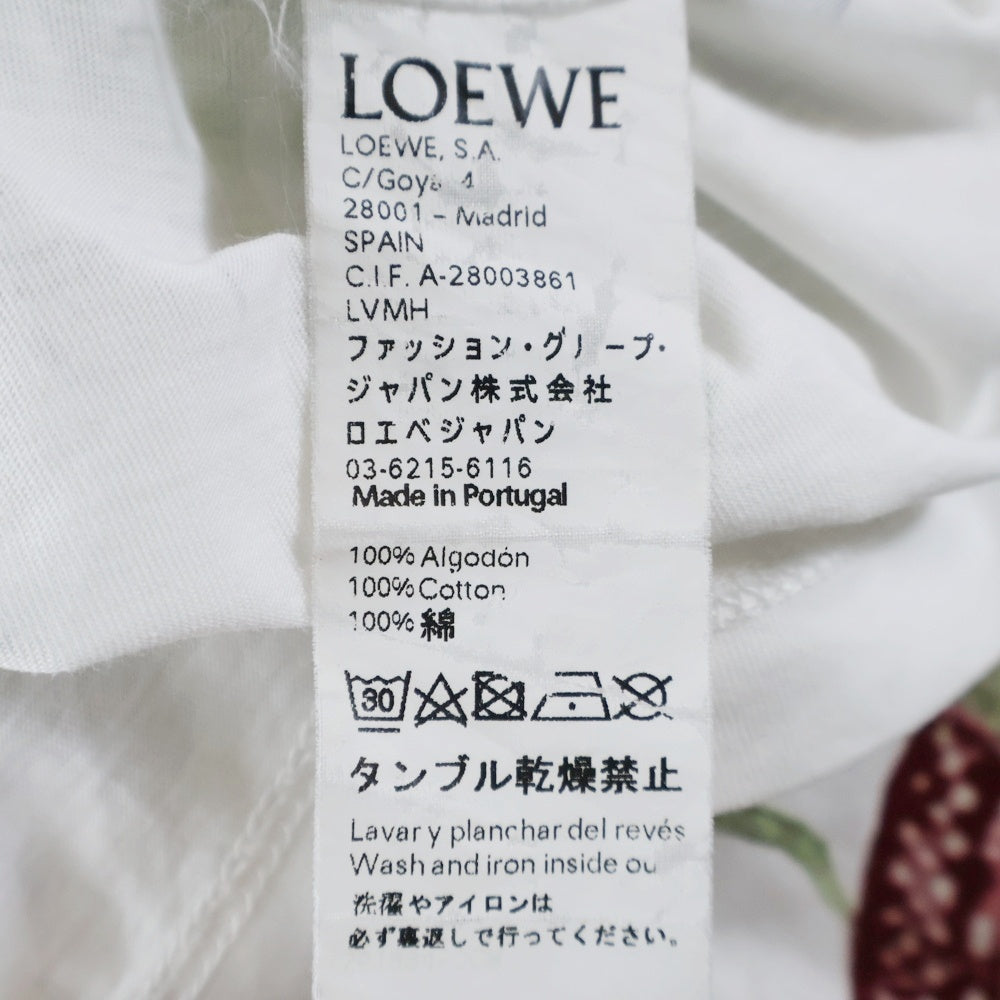 LOEWE
LOEWE, S.A.
C/Goya 4
28001 - Madrid
SPAIN
C.I.F. A-28003861
LVMH
ファッション・グループ・
ジャパン株式会社
ロエベジャパン
03-6215-6116
Made in Portugal
100% Algodón
100% Cotton
100% 綿
30
タンブル乾燥禁止
Lavar y planchar del revés
Wash and iron inside ou
洗濯やアイロンは
必ず裏返しで行ってください。